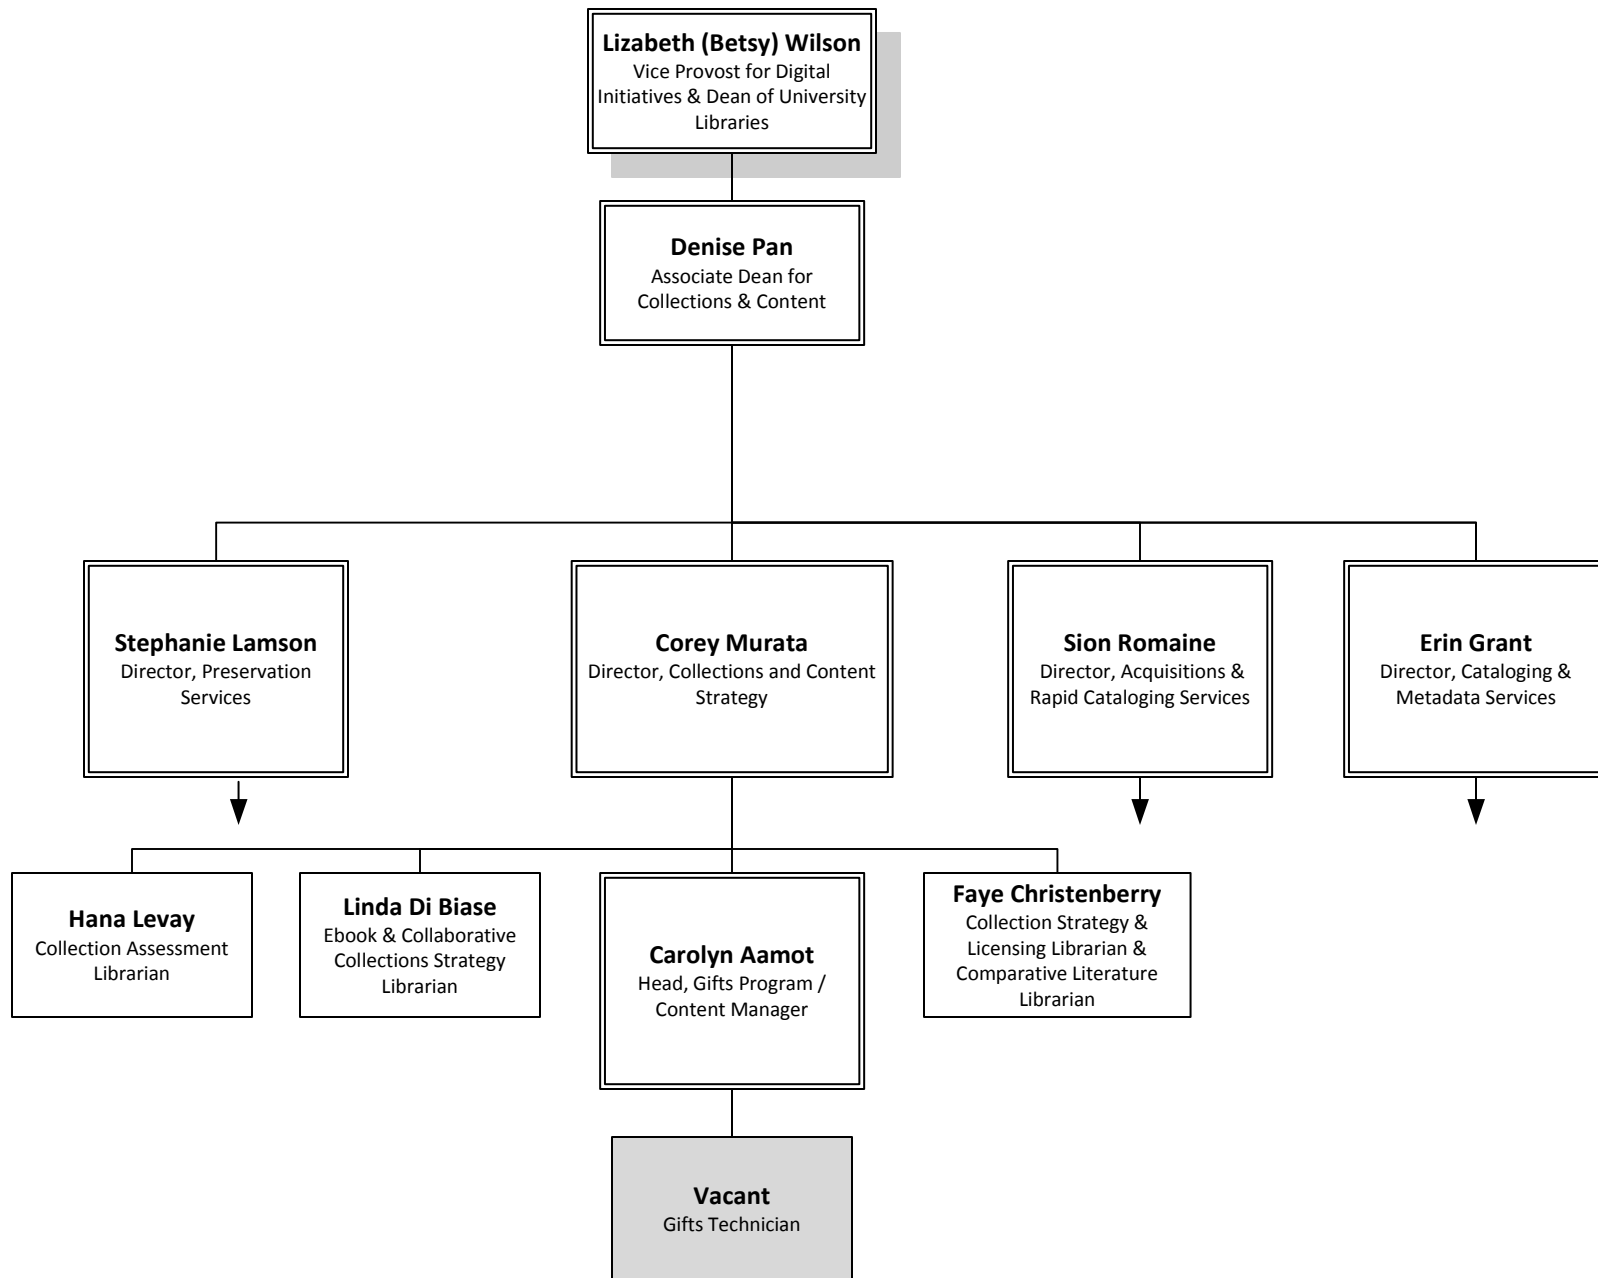 Lizabeth (Betsy) Wilson
Vice Provost for Digital
Initiatives & Dean of University
Libraries
Denise Pan
Associate Dean for
Collections & Content
Stephanie Lamson
Director, Preservation
Services
Corey Murata
Director, Collections and Content
Strategy
Sion Romaine
Director, Acquisitions &
Rapid Cataloging Services
Erin Grant
Director, Cataloging &
Metadata Services
Hana Levay
Collection Assessment
Librarian
Linda Di Biase
Ebook & Collaborative
Collections Strategy
Librarian
Carolyn Aamot
Head, Gifts Program /
Content Manager
Faye Christenberry
Collection Strategy &
Licensing Librarian &
Comparative Literature
Librarian
Vacant
Gifts Technician